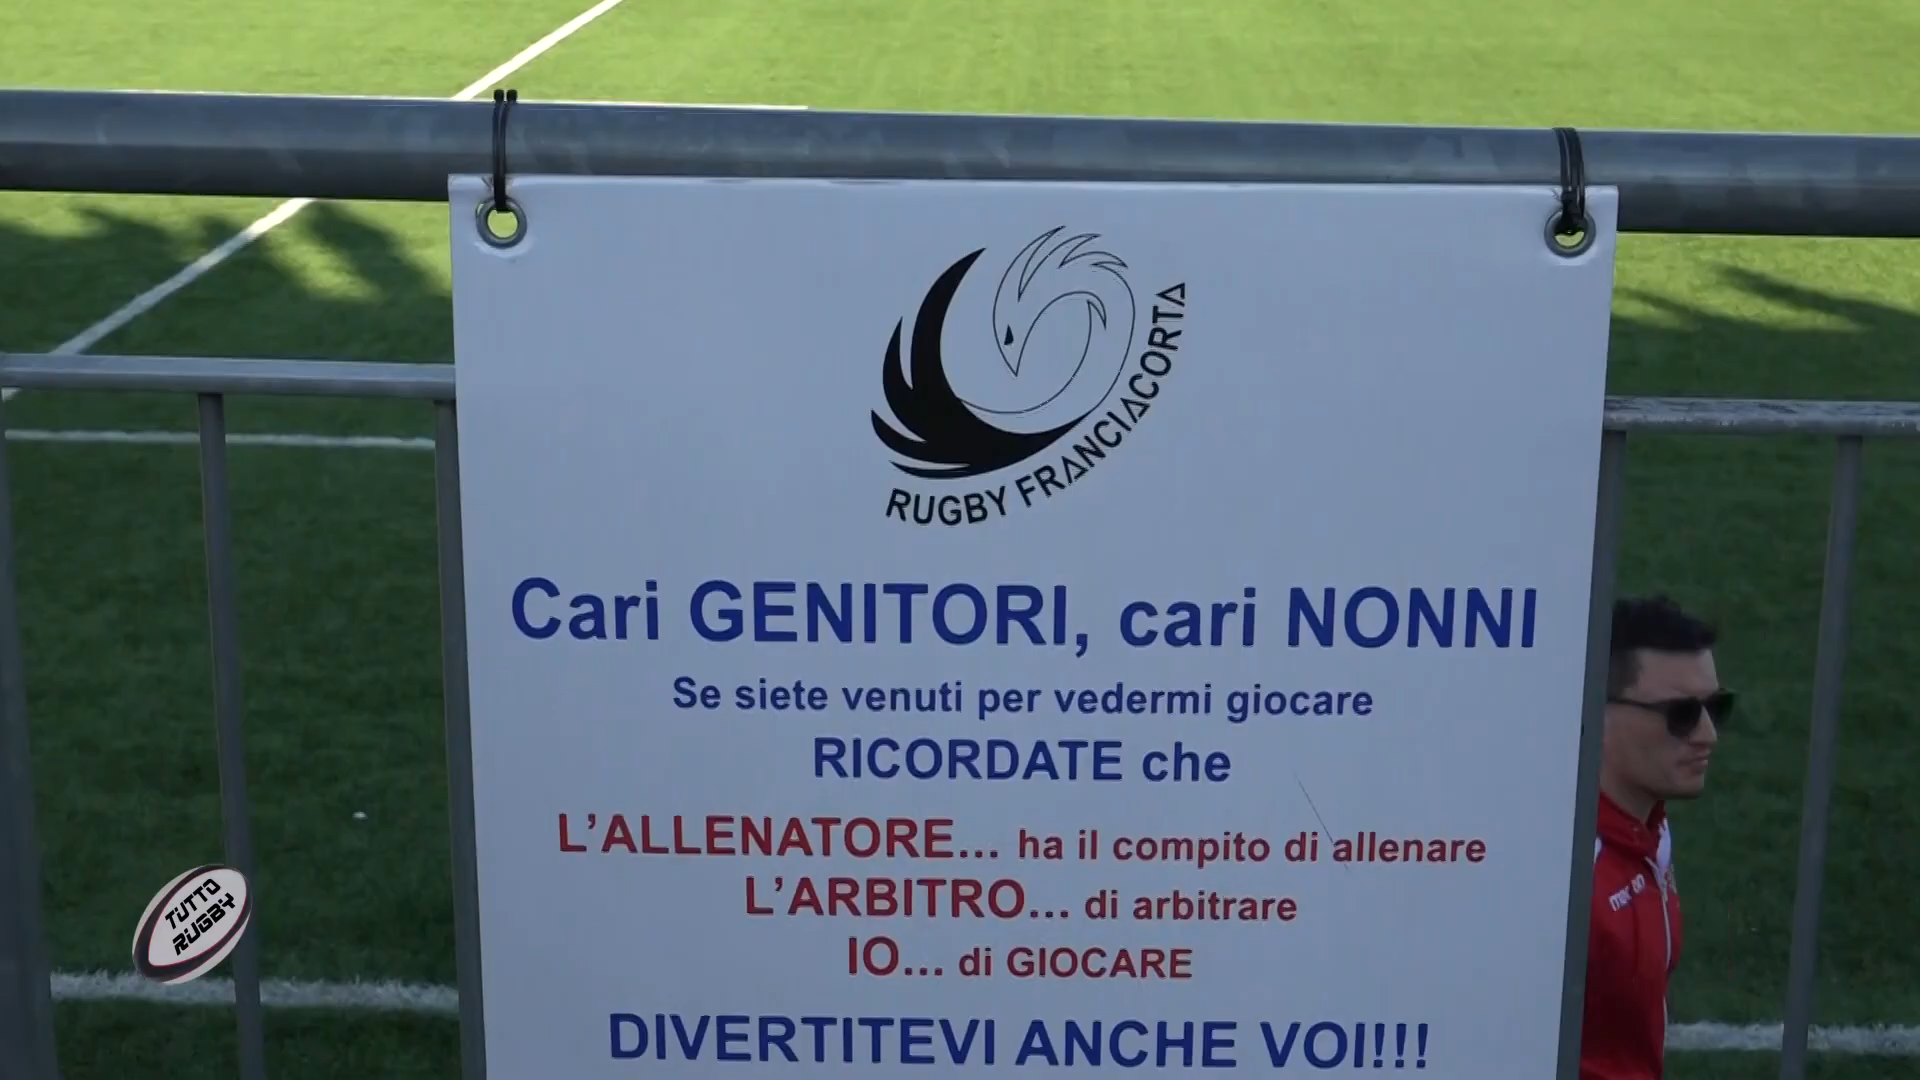 RUGBY FRANCIACORTA
Cari GENITORI, cari NONNI
Se siete venuti per vedermi giocare
RICORDATE che
L'ALLENATORE... ha il compito di allenare
L'ARBITRO... di arbitrare
IO... di GIOCARE
DIVERTITEVI ANCHE VOI!!!
TUTTO
RUGBY